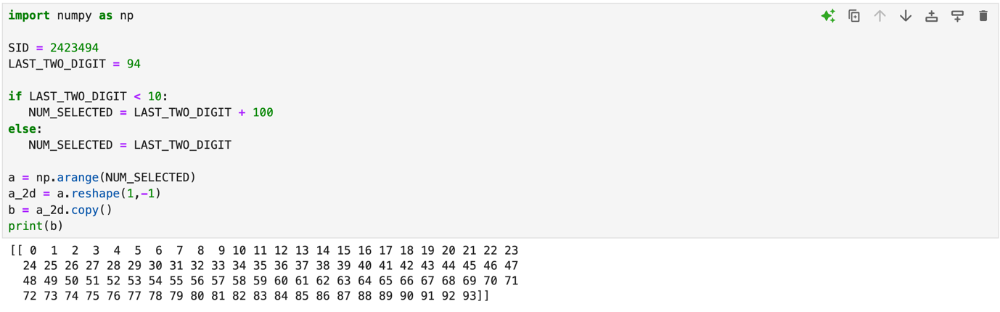 import numpy as np
SID = 2423494
LAST_TWO_DIGIT = 94
if LAST_TWO_DIGIT < 10:
NUM_SELECTED = LAST_TWO_DIGIT + 100
else:
NUM_SELECTED = LAST_TWO_DIGIT
a = np.arange(NUM_SELECTED)
a_2d = a.reshape(1,-1)
b = a_2d.copy()
print(b)
[[ 0 1 2 3 4 5 6 7 8 9 10 11 12 13 14 15 16 17 18 19 20 21 22 23
24 25 26 27 28 29 30 31 32 33 34 35 36 37 38 39 40 41 42 43 44 45 46 47
48 49 50 51 52 53 54 55 56 57 58 59 60 61 62 63 64 65 66 67 68 69 70 71
72 73 74 75 76 77 78 79 80 81 82 83 84 85 86 87 88 89 90 91 92 93]]